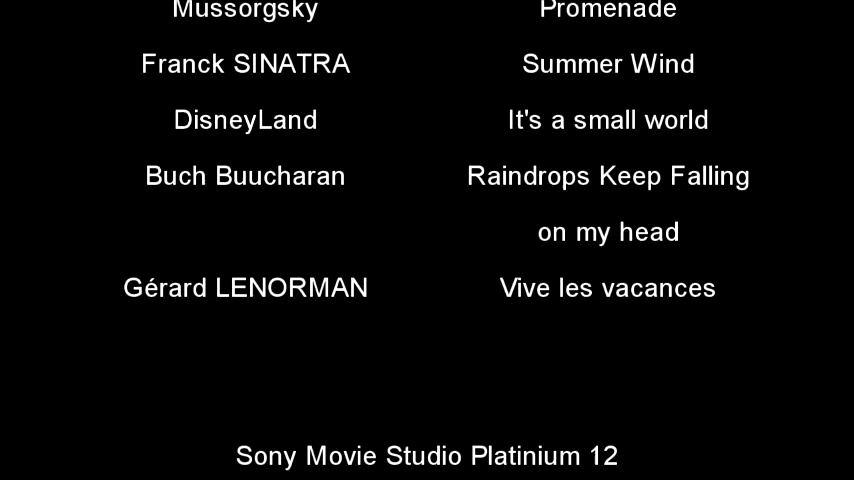 Mussorgsky Promenade
Franck SINATRA Summer Wind
DisneyLand It's a small world
Buch Buucharan Raindrops Keep Falling
on my head
Gérard LENORMAN Vive les vacances
Sony Movie Studio Platinium 12